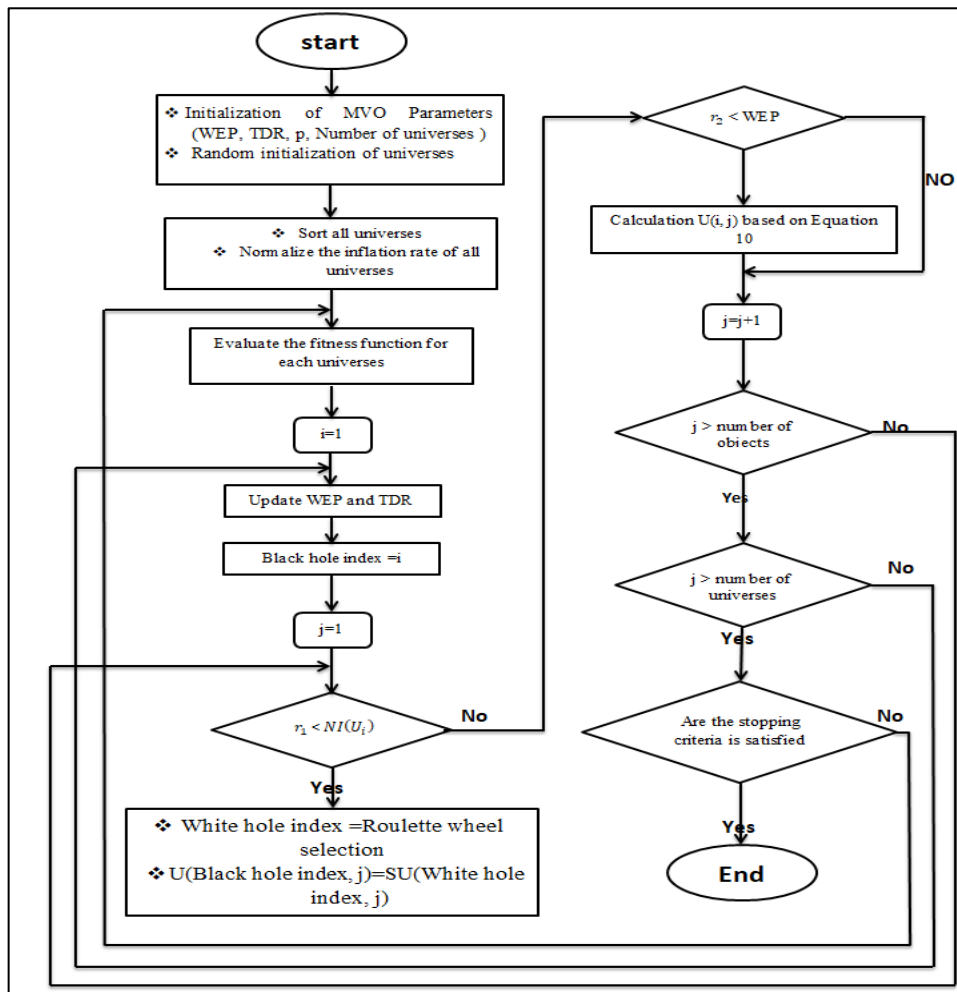 start
❖ Initialization of MVO Parameters
(WEP, TDR, p, Number of universes )
❖ Random initialization of universes
❖ Sort all universes
❖ Normalize the inflation rate of all
universes
Evaluate the fitness function for
each universes
i=1
Update WEP and TDR
Black hole index =i
j=1
r₁ < NI(Uᵢ)
No
Yes
❖ White hole index =Roulette wheel
selection
❖ U(Black hole index, j)=SU(White hole
index, j)
r₂ < WEP
NO
Calculation U(i, j) based on Equation
10
j=j+1
j > number of
objects
No
Yes
j > number of
universes
No
Yes
Are the stopping
criteria is satisfied
No
Yes
End